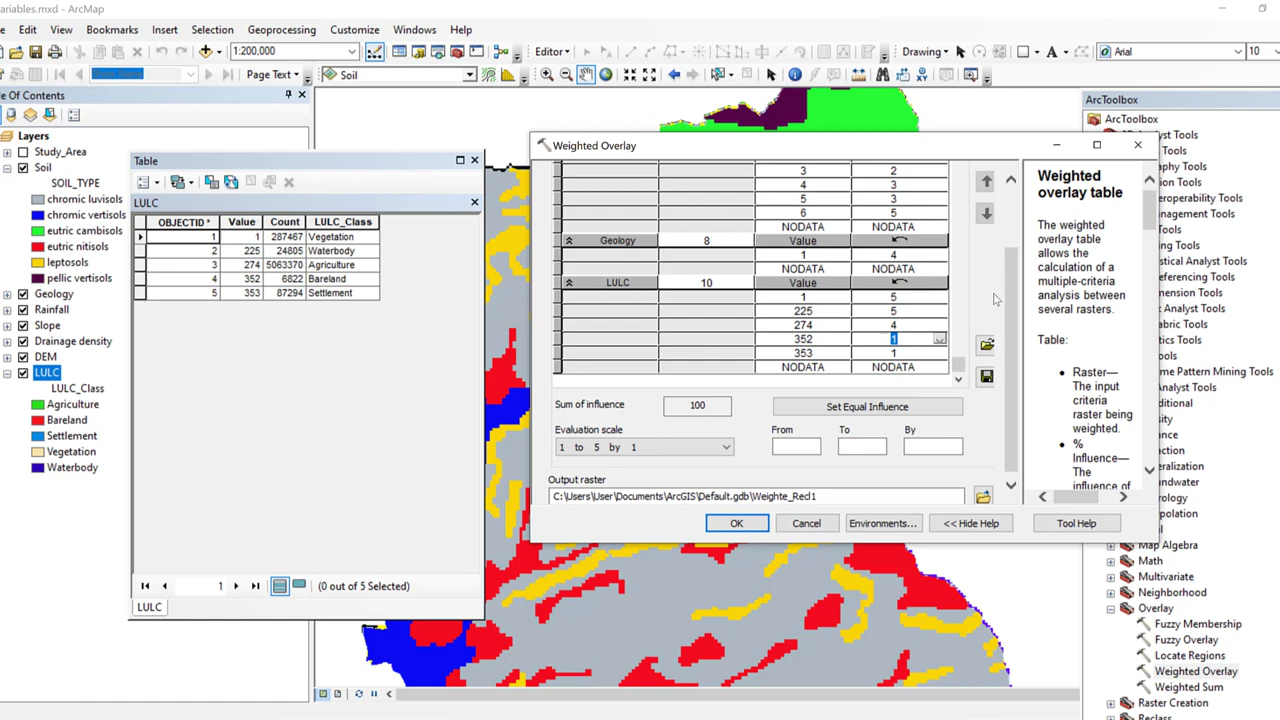 ariables.mxd - ArcMap
Edit View Bookmarks Insert Selection Geoprocessing Customize Windows Help
1:200,000
Editor
Drawing
Arial
10
Page Text
Soil
Le Of Contents
Layers
Study_Area
Soil
SOIL_TYPE
chromic luvisols
chromic vertisols
eutric cambisols
eutric nitisols
leptosols
pellic vertisols
Geology
Rainfall
Slope
Drainage density
DEM
LULC
LULC_Class
Agriculture
Bareland
Settlement
Vegetation
Waterbody
Table
LULC
OBJECTID * Value Count LULC_Class
1 1 287467 Vegetation
2 225 24805 Waterbody
3 274 5063370 Agriculture
4 352 6822 Bareland
5 353 87294 Settlement
1
(0 out of 5 Selected)
LULC
Weighted Overlay
3 2
4 3
5 3
6 5
NODATA NODATA
Geology 8 Value
1 4
NODATA NODATA
LULC 10 Value
1 5
225 5
274 4
352 1
353 1
NODATA NODATA
Sum of influence 100 Set Equal Influence
Evaluation scale From To By
1 to 5 by 1
Output raster
C:\Users\User\Documents\ArcGIS\Default.gdb\Weighte_Recl1
OK Cancel Environments... << Hide Help Tool Help
Weighted
overlay table
The weighted
overlay table
allows the
calculation of a
multiple-criteria
analysis between
several rasters.
Table:
• Raster—
The input
criteria
raster being
weighted.
• %
Influence—
The
influence of
ArcToolbox
ArcToolbox
Analyst Tools
Map Algebra
Math
Multivariate
Neighborhood
Overlay
Fuzzy Membership
Fuzzy Overlay
Locate Regions
Weighted Overlay
Weighted Sum
Raster Creation
Reclass